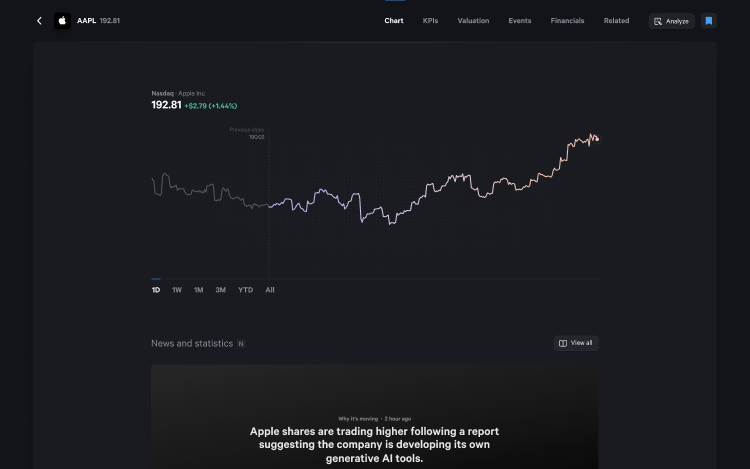 AAPL 192.81
Chart KPIs Valuation Events Financials Related Analyze
Nasdaq · Apple Inc
192.81 +$2.79 (+1.44%)
Previous close
190.02
1D 1W 1M 3M YTD All
News and statistics N View all
Why it's moving · 2 hour ago
Apple shares are trading higher following a report
suggesting the company is developing its own
generative AI tools.